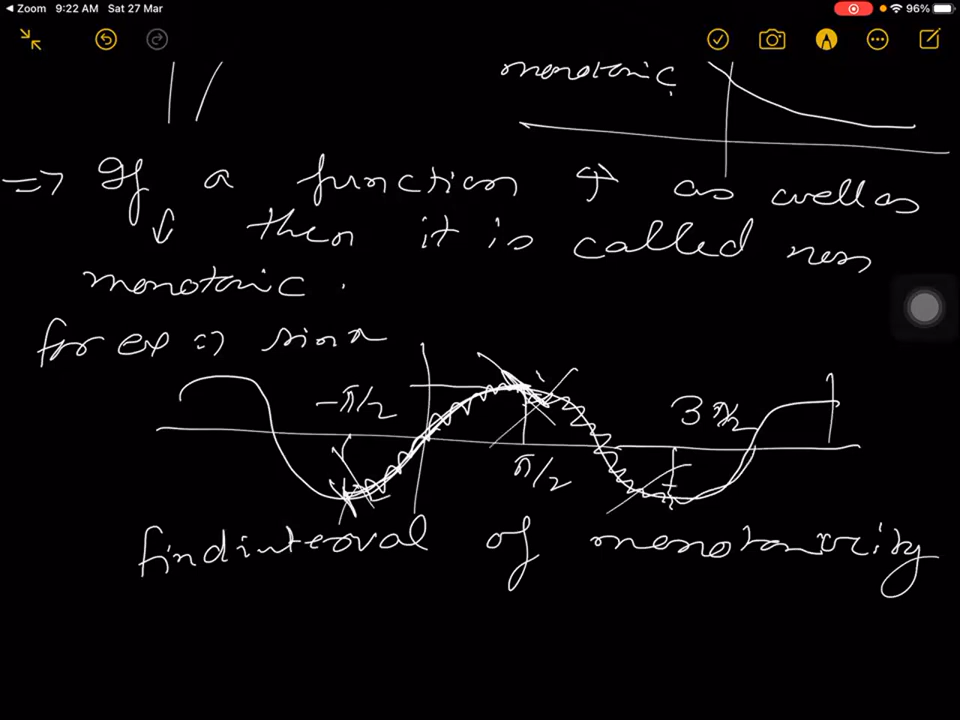 Zoom 9:22 AM Sat 27 Mar 96%
monotonic
=> If a function ↑ as well as
↓ then it is called non
monotonic.
for ex => sin x
-π/2
3π/2
π/2
find interval of monotonicity